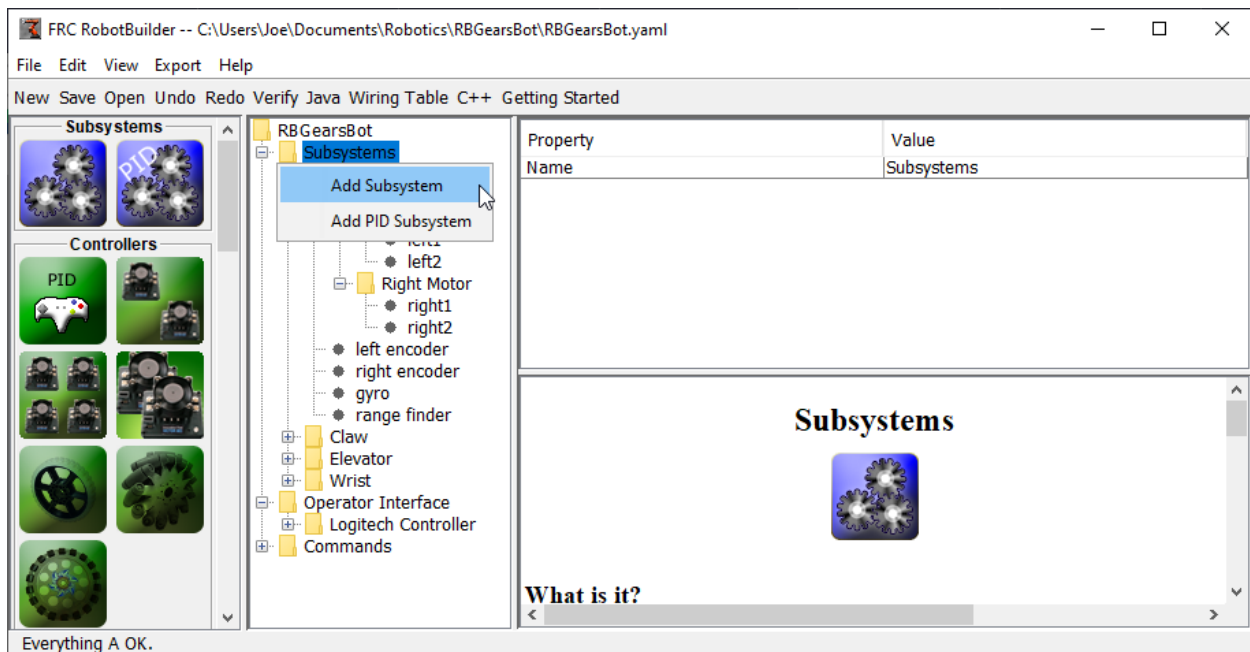 FRC RobotBuilder -- C:\Users\Joe\Documents\Robotics\RBGearsBot\RBGearsBot.yaml
File Edit View Export Help
New Save Open Undo Redo Verify Java Wiring Table C++ Getting Started
Subsystems
PID
Controllers
PID
RBGearsBot
Subsystems
Add Subsystem
Add PID Subsystem
left1
left2
Right Motor
right1
right2
left encoder
right encoder
gyro
range finder
Claw
Elevator
Wrist
Operator Interface
Logitech Controller
Commands
Property Value
Name Subsystems
Subsystems
What is it?
Everything A OK.